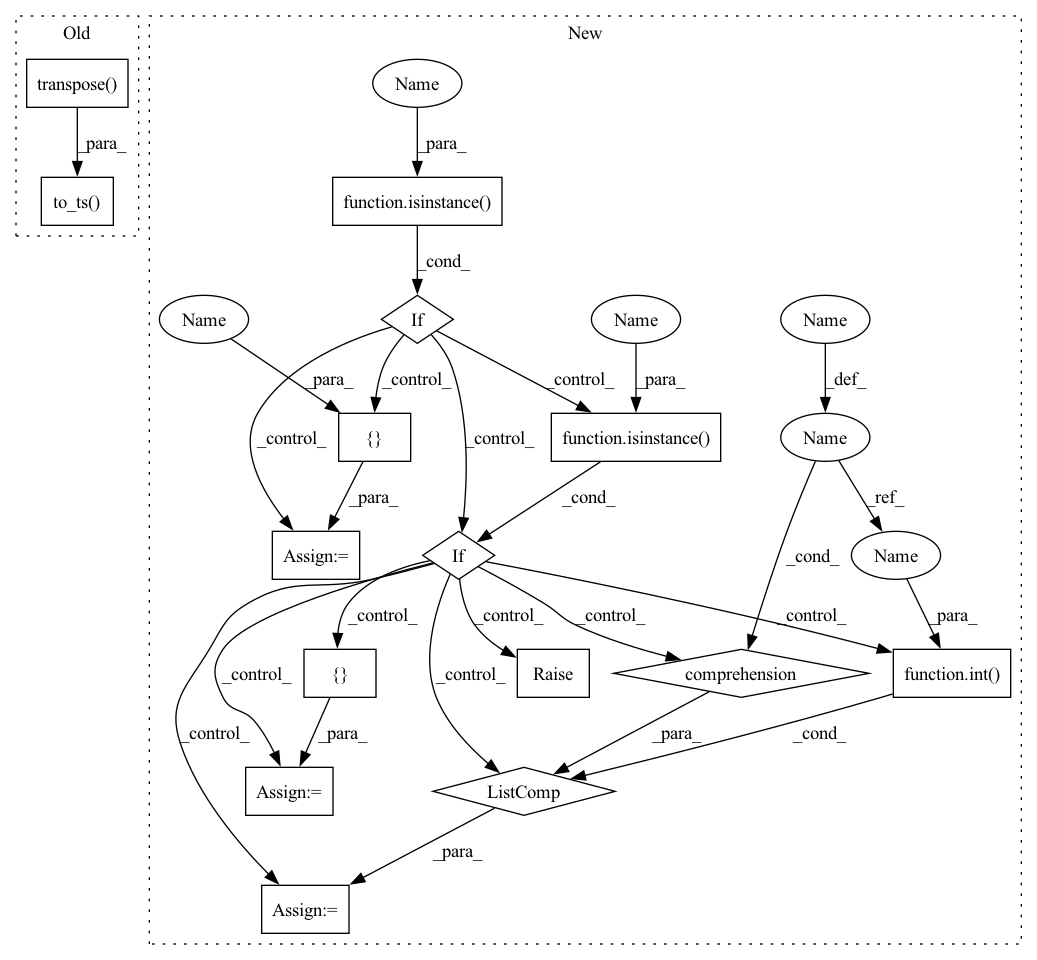 Old
New
transpose()
Name
_para_
_para_
to_ts()
function.isinstance()
_cond_
Name
If
Name
Name
_para_
_control_
_control_
_para_
_def_
_control_
_control_
{}
function.isinstance()
Name
_para_
_cond_
_ref_
_cond_
Assign:=
If
Name
_control_
_control_
_control_
_control_
_para_
_control_
_control_
_control_
{}
Raise
comprehension
function.int()
_para_
_para_
_cond_
Assign:=
ListComp
_para_
Assign:=